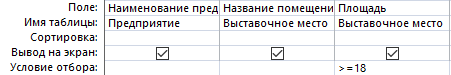 Поле: Наименование пред Название помещени Площадь
Имя таблицы: Предприятие Выставочное место Выставочное место
Сортировка:
Вывод на экран:
Условие отбора: >=18